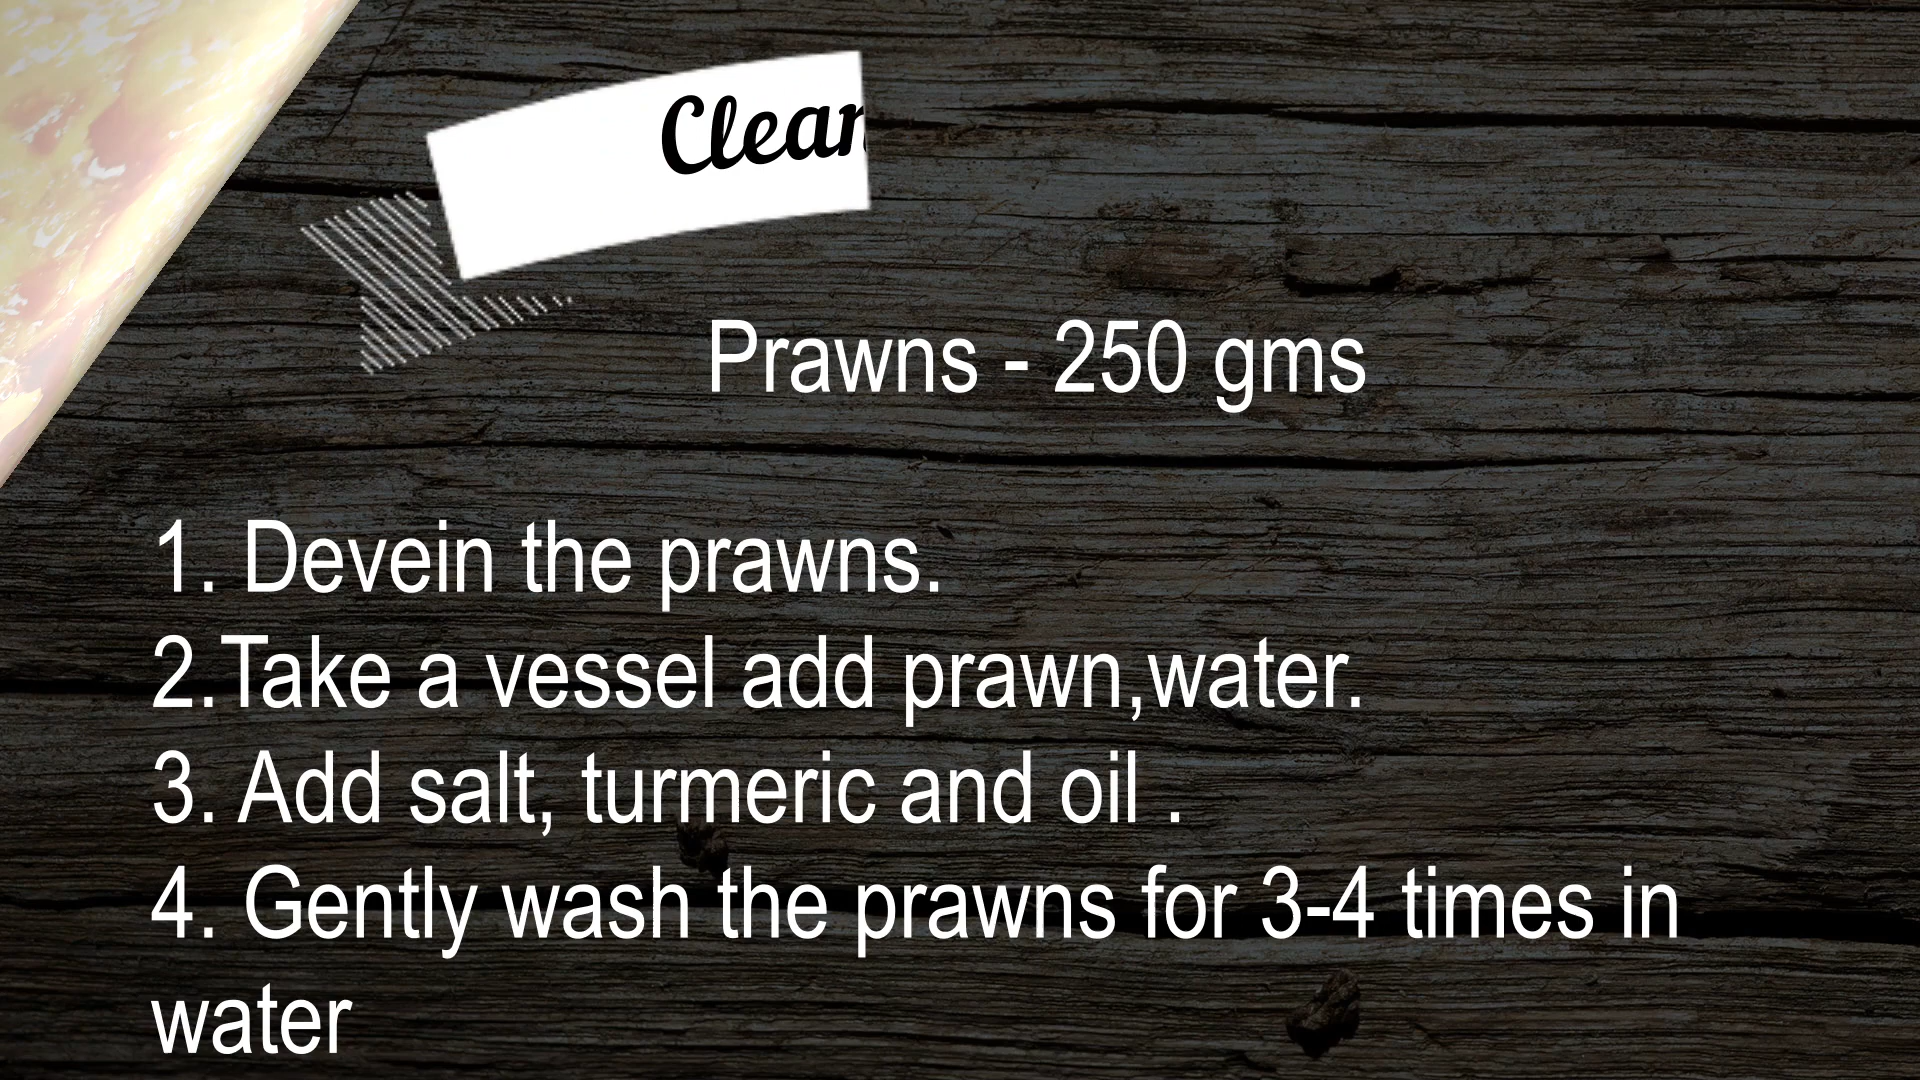 Clean
Prawns - 250 gms
1. Devein the prawns.
2.Take a vessel add prawn,water.
3. Add salt, turmeric and oil .
4. Gently wash the prawns for 3-4 times in
water